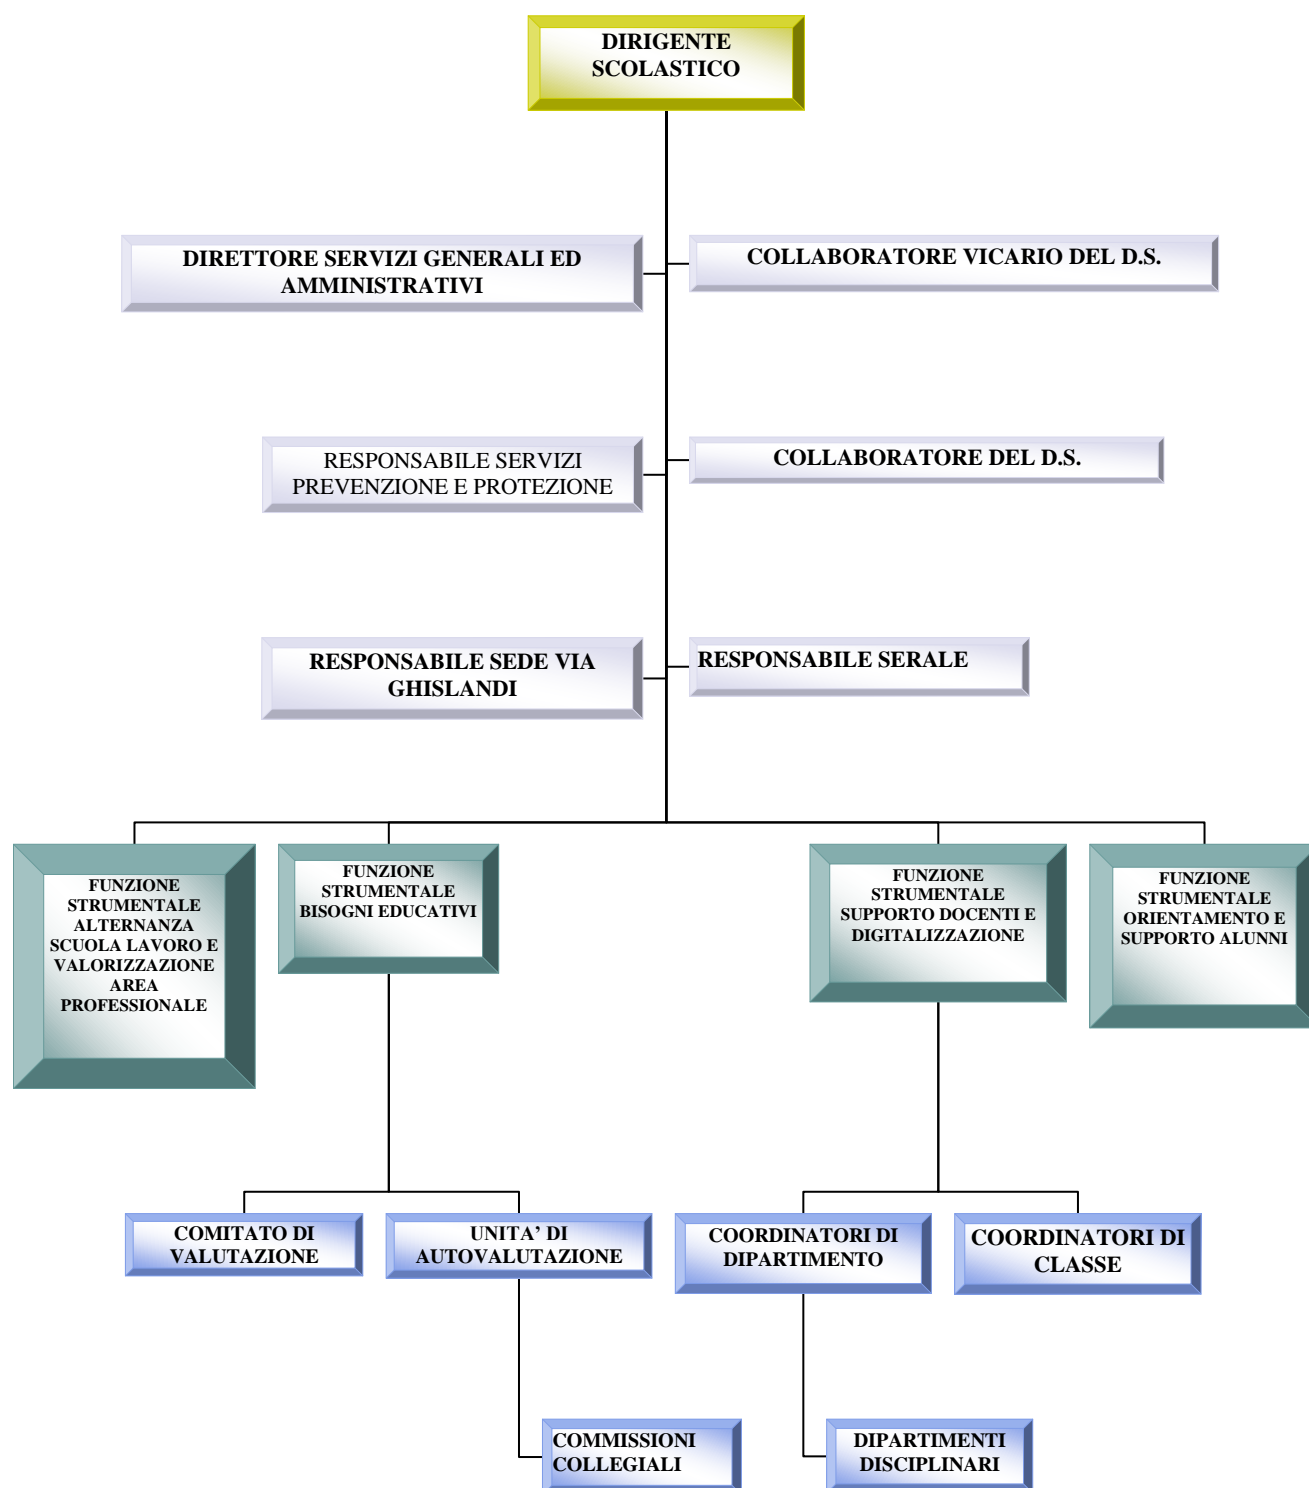 DIRIGENTE
SCOLASTICO
DIRETTORE SERVIZI GENERALI ED
AMMINISTRATIVI
COLLABORATORE VICARIO DEL D.S.
RESPONSABILE SERVIZI
PREVENZIONE E PROTEZIONE
COLLABORATORE DEL D.S.
RESPONSABILE SEDE VIA
GHISLANDI
RESPONSABILE SERALE
FUNZIONE
STRUMENTALE
ALTERNANZA
SCUOLA LAVORO E
VALORIZZAZIONE
AREA
PROFESSIONALE
FUNZIONE
STRUMENTALE
BISOGNI EDUCATIVI
FUNZIONE
STRUMENTALE
SUPPORTO DOCENTI E
DIGITALIZZAZIONE
FUNZIONE
STRUMENTALE
ORIENTAMENTO E
SUPPORTO ALUNNI
COMITATO DI
VALUTAZIONE
UNITA’ DI
AUTOVALUTAZIONE
COORDINATORI DI
DIPARTIMENTO
COORDINATORI DI
CLASSE
COMMISSIONI
COLLEGIALI
DIPARTIMENTI
DISCIPLINARI